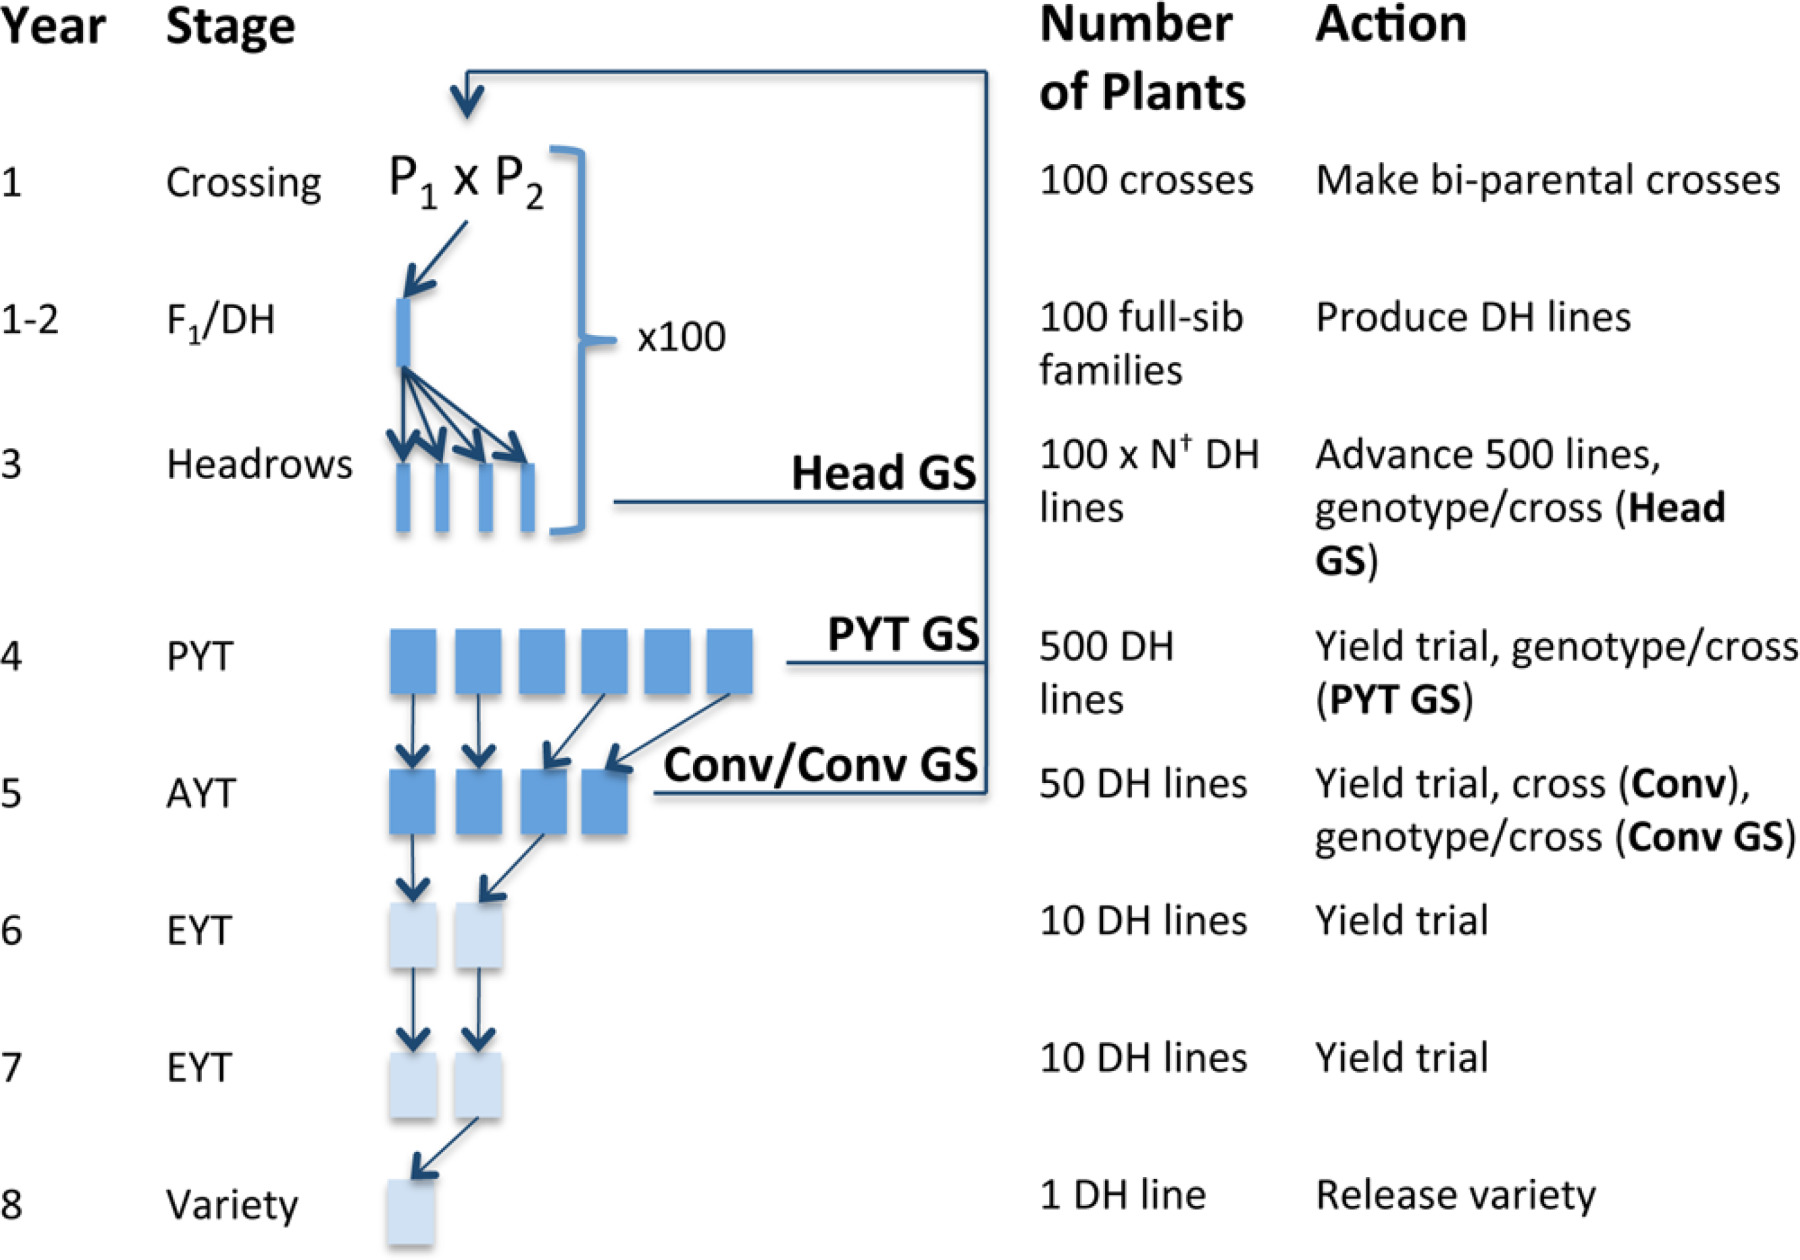 Year Stage Number of Plants Action
1 Crossing P₁ x P₂ 100 crosses Make bi-parental crosses
1-2 F₁/DH x100 100 full-sib families Produce DH lines
3 Headrows Head GS 100 x N† DH lines Advance 500 lines, genotype/cross (Head GS)
4 PYT PYT GS 500 DH lines Yield trial, genotype/cross (PYT GS)
5 AYT Conv/Conv GS 50 DH lines Yield trial, cross (Conv), genotype/cross (Conv GS)
6 EYT 10 DH lines Yield trial
7 EYT 10 DH lines Yield trial
8 Variety 1 DH line Release variety